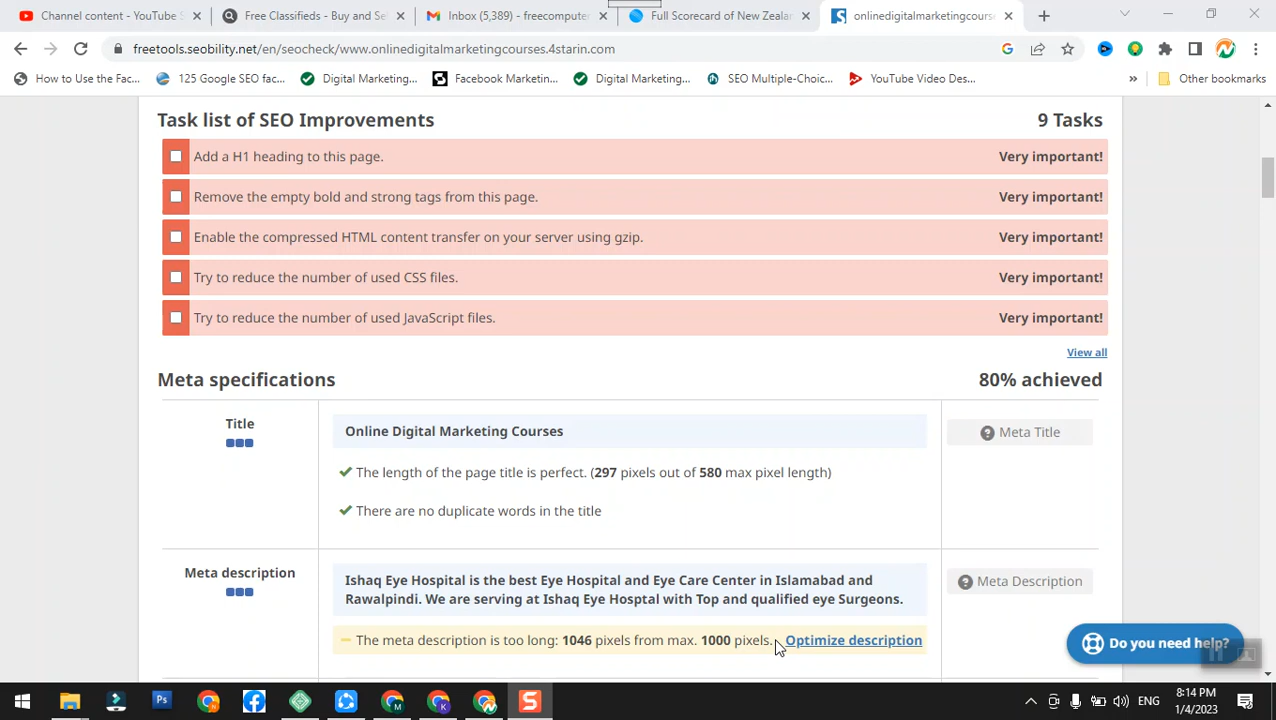 Channel content - YouTube S
Free Classifieds - Buy and Se
Inbox (5,389) - freecompute
Full Scorecard of New Zealan
onlinedigitalmarketingcourse
freetools.seobility.net/en/seocheck/www.onlinedigitalmarketingcourses.4starin.com
How to Use the Fac...
125 Google SEO fac...
Digital Marketing...
Facebook Marketin...
Digital Marketing...
SEO Multiple-Choic...
YouTube Video Des...
»
Other bookmarks
Task list of SEO Improvements
9 Tasks
Add a H1 heading to this page.
Very important!
Remove the empty bold and strong tags from this page.
Very important!
Enable the compressed HTML content transfer on your server using gzip.
Very important!
Try to reduce the number of used CSS files.
Very important!
Try to reduce the number of used JavaScript files.
Very important!
View all
Meta specifications
80% achieved
Title
Online Digital Marketing Courses
The length of the page title is perfect. (297 pixels out of 580 max pixel length)
There are no duplicate words in the title
? Meta Title
Meta description
Ishaq Eye Hospital is the best Eye Hospital and Eye Care Center in Islamabad and
Rawalpindi. We are serving at Ishaq Eye Hosptal with Top and qualified eye Surgeons.
The meta description is too long: 1046 pixels from max. 1000 pixels. Optimize description
? Meta Description
Do you need help?
ENG
8:14 PM
1/4/2023